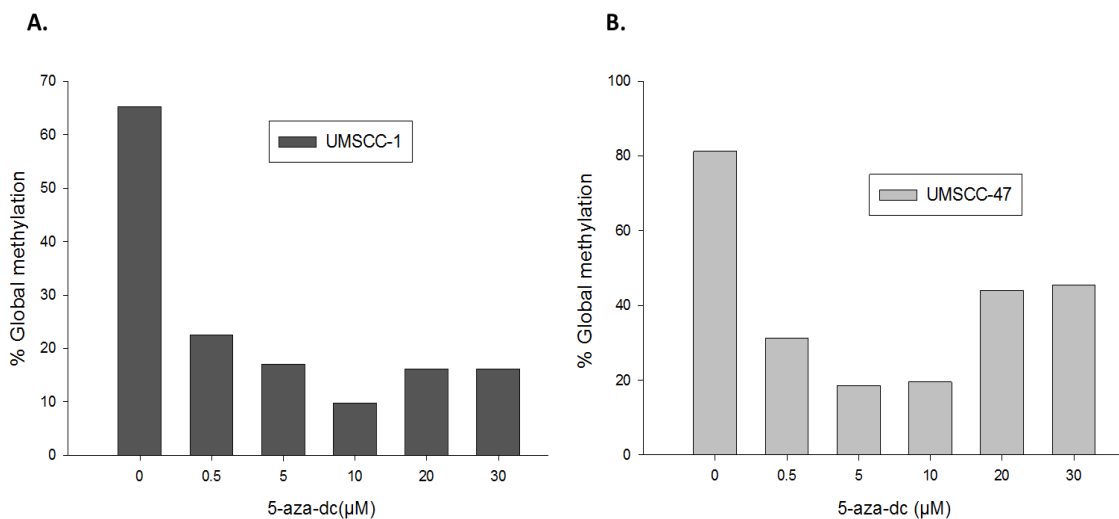 A.
70
60
50
40
30
20
10
0
% Global methylation
UMSCC-1
0 0.5 5 10 20 30
5-aza-dc(μM)
B.
100
80
60
40
20
0
% Global methylation
UMSCC-47
0 0.5 5 10 20 30
5-aza-dc (μM)